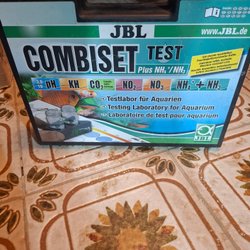 JBL
www.JBL.de
COMBISET TEST
Plus NH₄⁺/NH₃
pH KH CO₂ NO₂ NO₃ NH₄⁺ + NH₃
• Testlabor für Aquarien
• Testing Laboratory for Aquarium
• Laboratoire de test pour aquarium
JBL